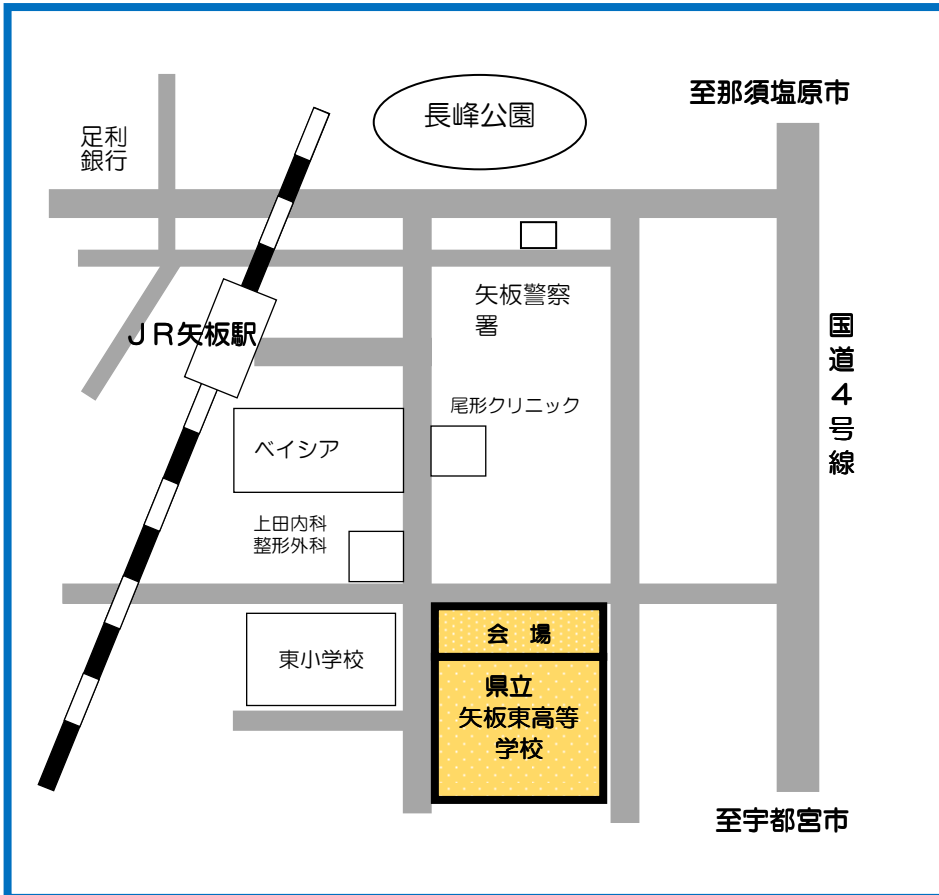 至那須塩原市
長峰公園
足利
銀行
矢板警察
署
国道4号線
ＪＲ矢板駅
尾形クリニック
ベイシア
上田内科
整形外科
会　場
東小学校
県立
矢板東高等
学校
至宇都宮市